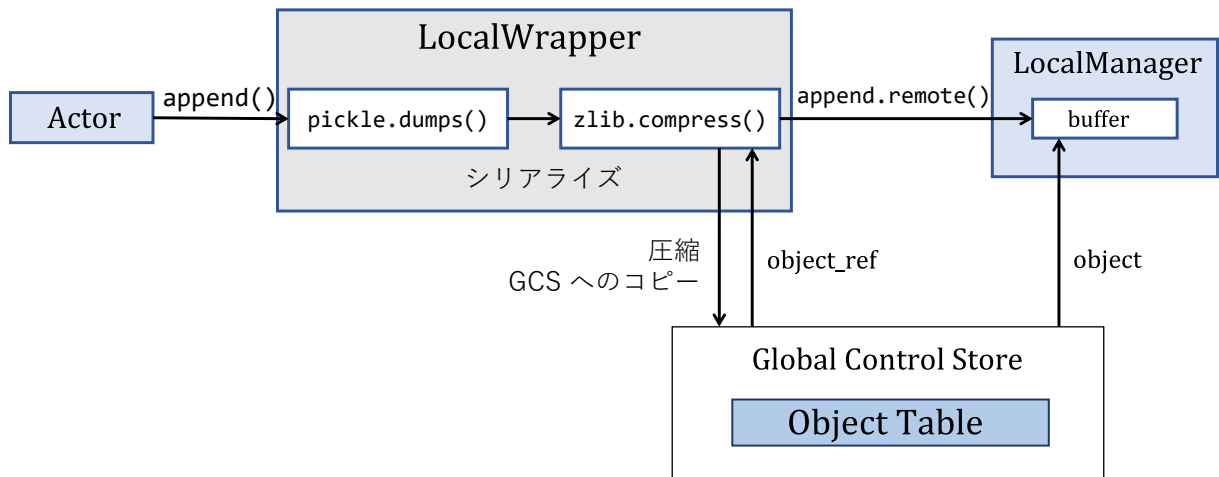 LocalWrapper
LocalManager
Actor
append()
pickle.dumps()
zlib.compress()
append.remote()
buffer
シリアライズ
圧縮
GCS へのコピー
object_ref
object
Global Control Store
Object Table